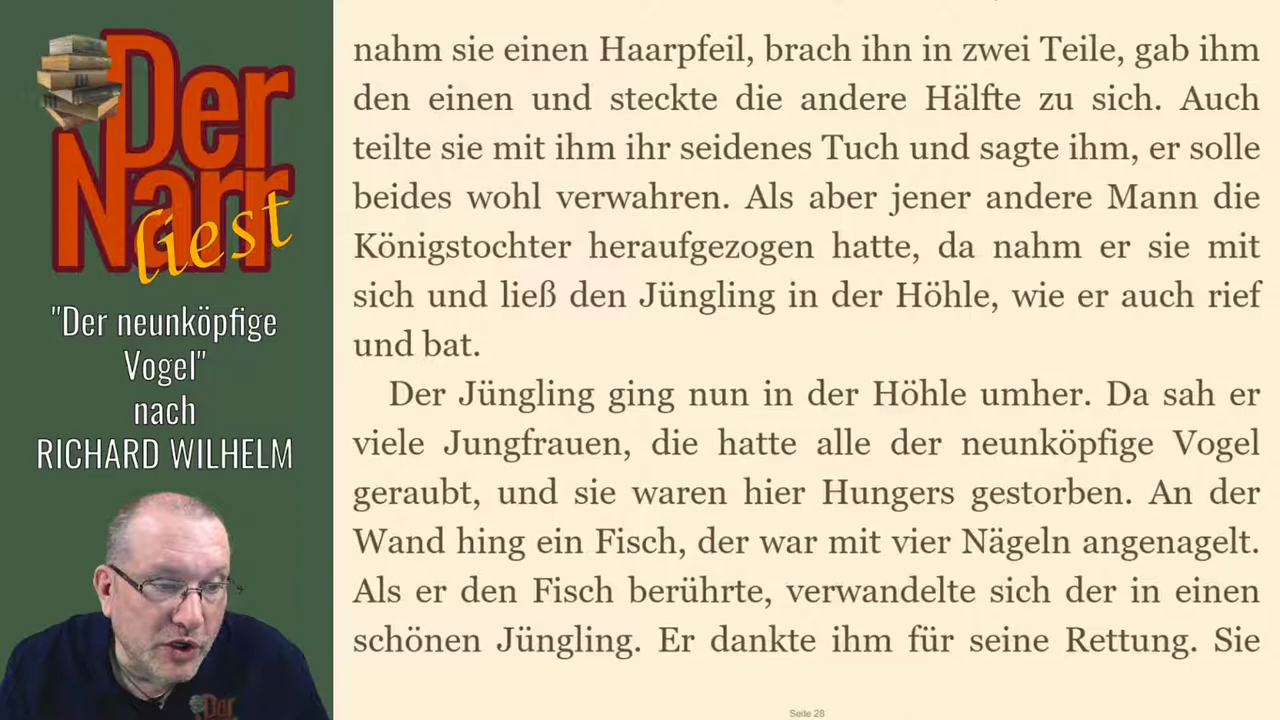 Der
Narr
liest
"Der neunköpfige
Vogel"
nach
RICHARD WILHELM
nahm sie einen Haarpfeil, brach ihn in zwei Teile, gab ihm
den einen und steckte die andere Hälfte zu sich. Auch
teilte sie mit ihm ihr seidenes Tuch und sagte ihm, er solle
beides wohl verwahren. Als aber jener andere Mann die
Königstochter heraufgezogen hatte, da nahm er sie mit
sich und ließ den Jüngling in der Höhle, wie er auch rief
und bat.
Der Jüngling ging nun in der Höhle umher. Da sah er
viele Jungfrauen, die hatte alle der neunköpfige Vogel
geraubt, und sie waren hier Hungers gestorben. An der
Wand hing ein Fisch, der war mit vier Nägeln angenagelt.
Als er den Fisch berührte, verwandelte sich der in einen
schönen Jüngling. Er dankte ihm für seine Rettung. Sie
Seite 28